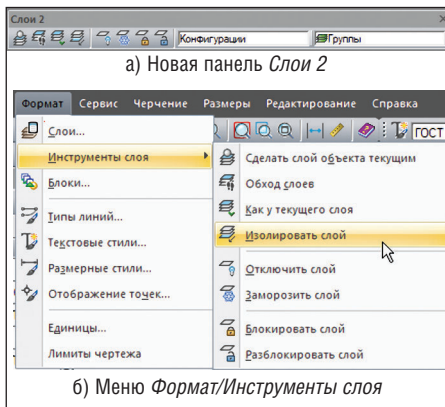 Слои 2
Конфигурации
Группы
а) Новая панель Слои 2
Формат Сервис Черчение Размеры Редактирование Справка
Слои...
ГОСТ
Инструменты слоя
Сделать слой объекта текущим
Блоки...
Обход слоев
Как у текущего слоя
Типы линий...
Изолировать слой
Текстовые стили...
Размерные стили...
Отключить слой
Отображение точек...
Заморозить слой
Единицы...
Блокировать слой
Лимиты чертежа
Разблокировать слой
б) Меню Формат/Инструменты слоя